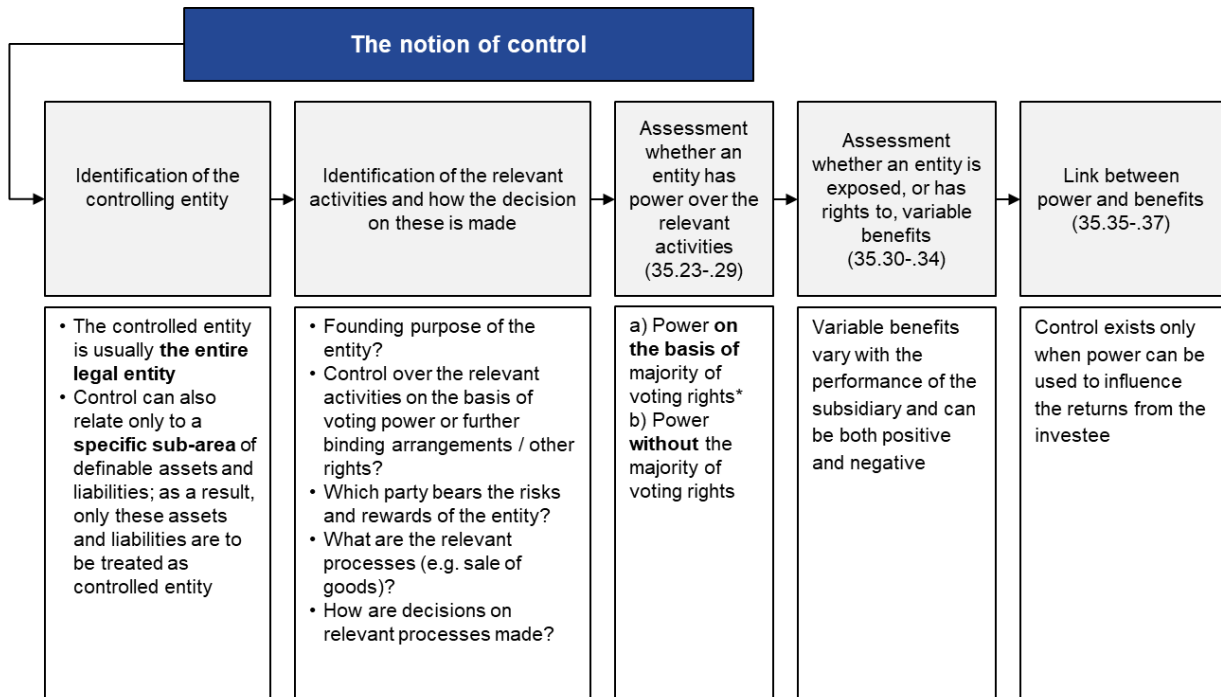 The notion of control
Identification of the
controlling entity
Identification of the relevant
activities and how the decision
on these is made
Assessment
whether an
entity has
power over the
relevant
activities
(35.23-.29)
Assessment
whether an entity is
exposed, or has
rights to, variable
benefits
(35.30-.34)
Link between
power and benefits
(35.35-.37)
• The controlled entity
is usually the entire
legal entity
• Control can also
relate only to a
specific sub-area of
definable assets and
liabilities; as a result,
only these assets
and liabilities are to
be treated as
controlled entity
• Founding purpose of the
entity?
• Control over the relevant
activities on the basis of
voting power or further
binding arrangements / other
rights?
• Which party bears the risks
and rewards of the entity?
• What are the relevant
processes (e.g. sale of
goods)?
• How are decisions on
relevant processes made?
a) Power on
the basis of
majority of
voting rights*
b) Power
without the
majority of
voting rights
Variable benefits
vary with the
performance of the
subsidiary and can
be both positive
and negative
Control exists only
when power can be
used to influence
the returns from the
investee